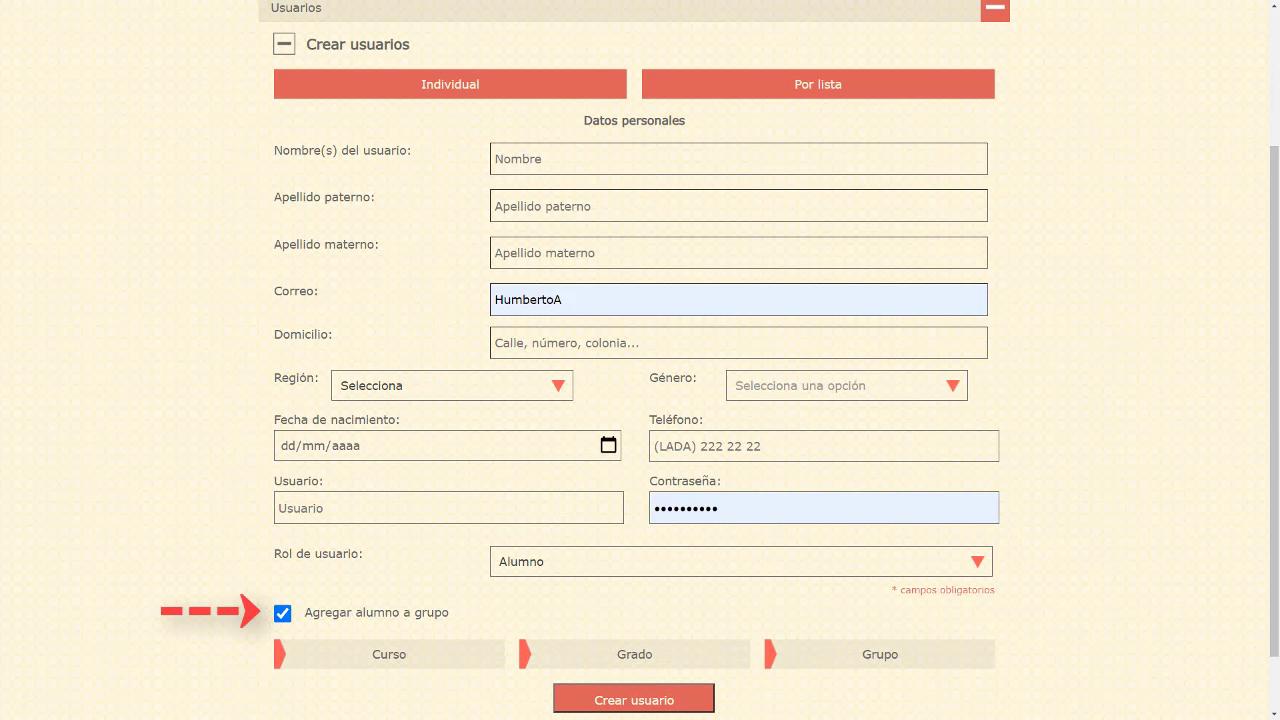 Usuarios
Crear usuarios
Individual Por lista
Datos personales
Nombre(s) del usuario: Nombre
Apellido paterno: Apellido paterno
Apellido materno: Apellido materno
Correo: HumbertoA
Domicilio: Calle, número, colonia...
Región: Selecciona Género: Selecciona una opción
Fecha de nacimiento: Teléfono:
dd/mm/aaaa (LADA) 222 22 22
Usuario: Contraseña:
Usuario ••••••••••
Rol de usuario: Alumno
* campos obligatorios
Agregar alumno a grupo
Curso Grado Grupo
Crear usuario